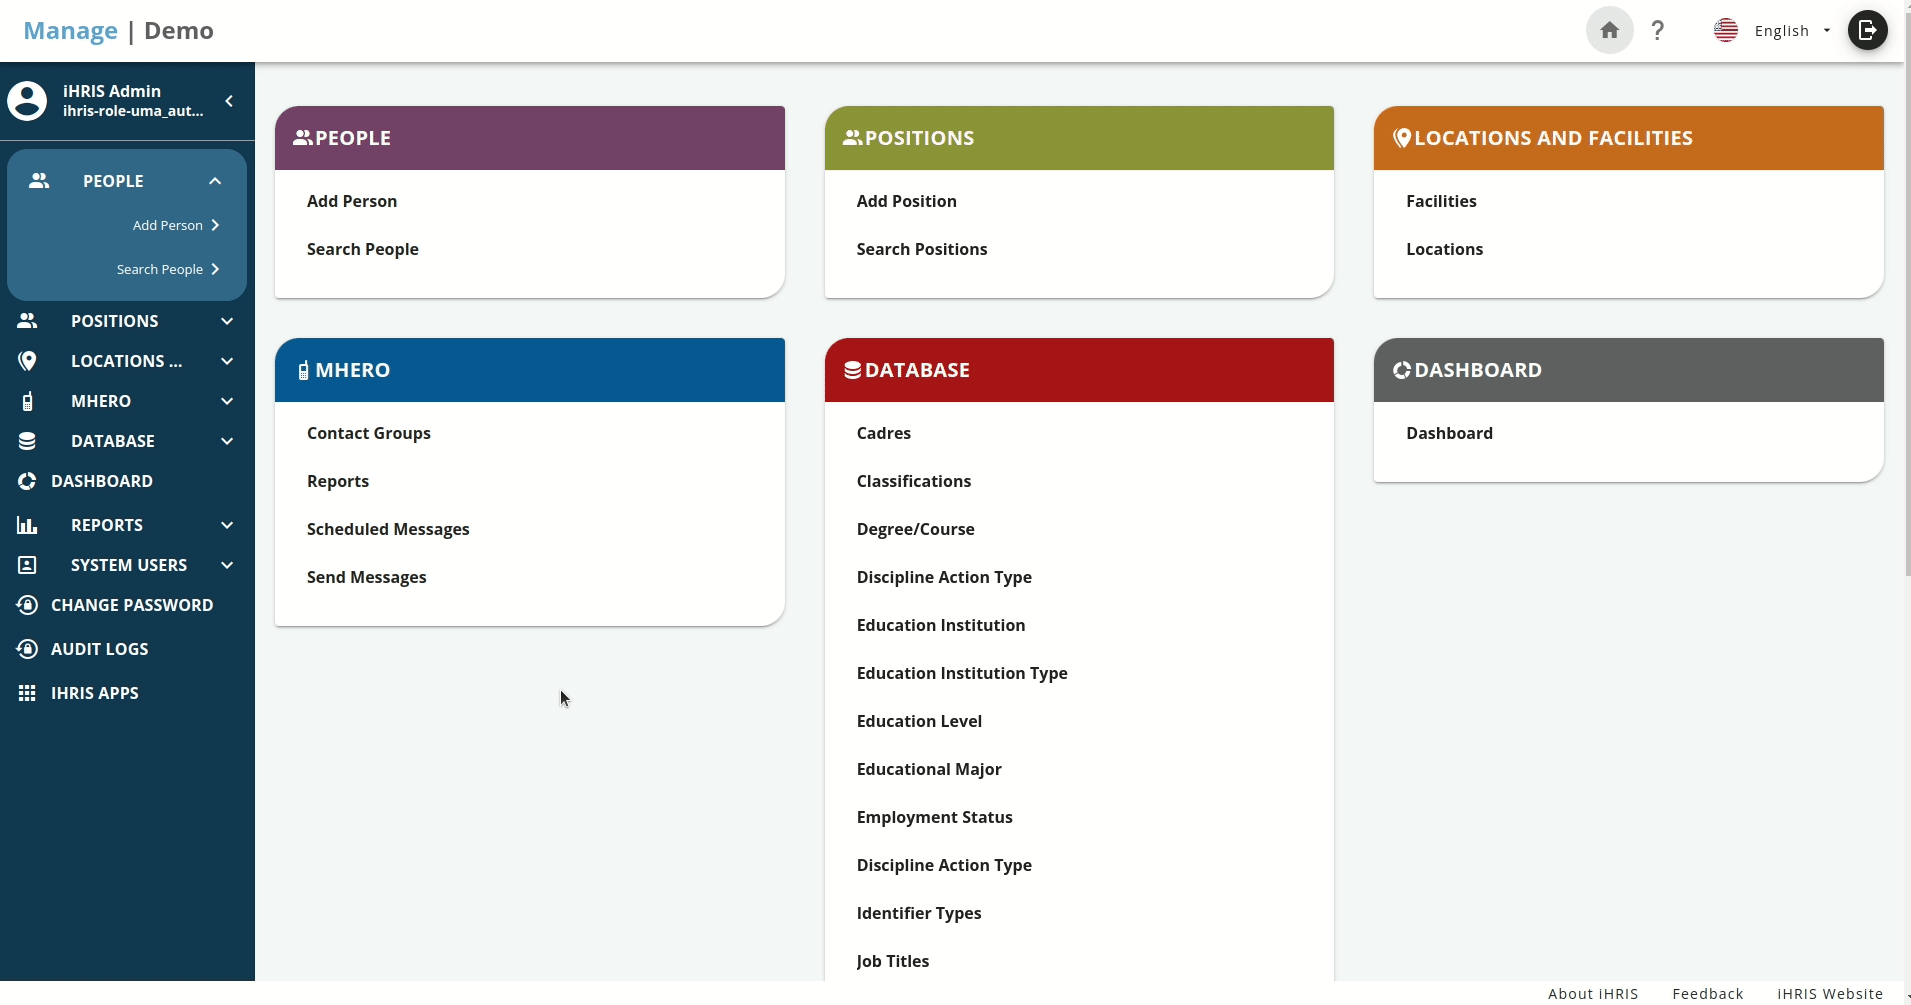 Manage | Demo
?
English
iHRIS Admin
ihris-role-uma_aut...
PEOPLE
Add Person
Search People
POSITIONS
LOCATIONS ...
MHERO
DATABASE
DASHBOARD
REPORTS
SYSTEM USERS
CHANGE PASSWORD
AUDIT LOGS
IHRIS APPS
PEOPLE
Add Person
Search People
POSITIONS
Add Position
Search Positions
LOCATIONS AND FACILITIES
Facilities
Locations
MHERO
Contact Groups
Reports
Scheduled Messages
Send Messages
DATABASE
Cadres
Classifications
Degree/Course
Discipline Action Type
Education Institution
Education Institution Type
Education Level
Educational Major
Employment Status
Discipline Action Type
Identifier Types
Job Titles
DASHBOARD
Dashboard
About iHRIS
Feedback
iHRIS Website